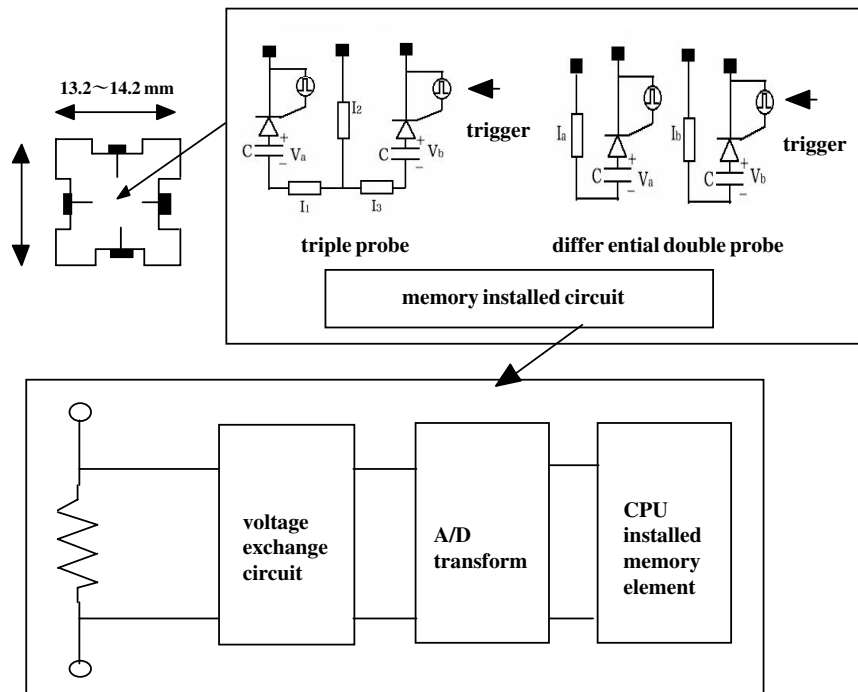 13.2～14.2 mm
I2
C
Va
C
Vb
I1
I3
trigger
triple probe
Ia
C
Va
Ib
C
Vb
trigger
differ ential double probe
memory installed circuit
voltage
exchange
circuit
A/D
transform
CPU
installed
memory
element